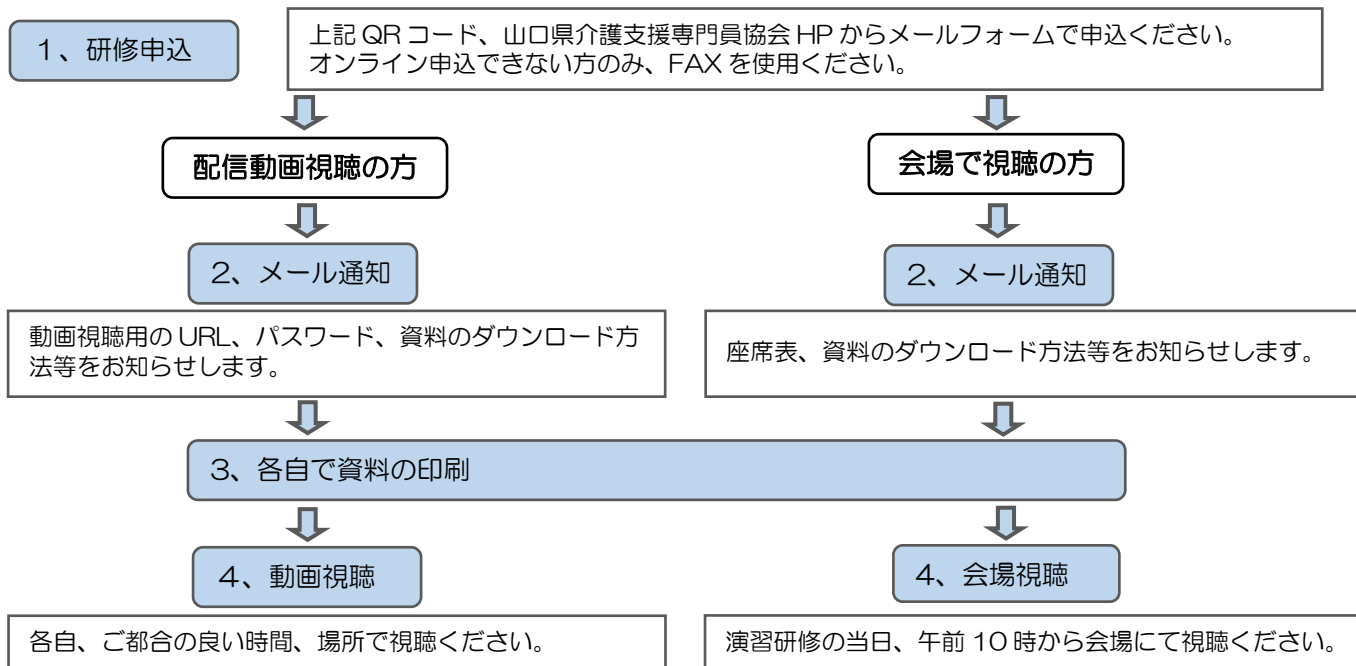 1、研修申込
上記 QR コード、山口県介護支援専門員協会 HP からメールフォームで申込ください。
オンライン申込できない方のみ、FAX を使用ください。
配信動画視聴の方
会場で視聴の方
2、メール通知
2、メール通知
動画視聴用の URL、パスワード、資料のダウンロード方
法等をお知らせします。
座席表、資料のダウンロード方法等をお知らせします。
3、各自で資料の印刷
4、動画視聴
4、会場視聴
各自、ご都合の良い時間、場所で視聴ください。
演習研修の当日、午前 10 時から会場にて視聴ください。